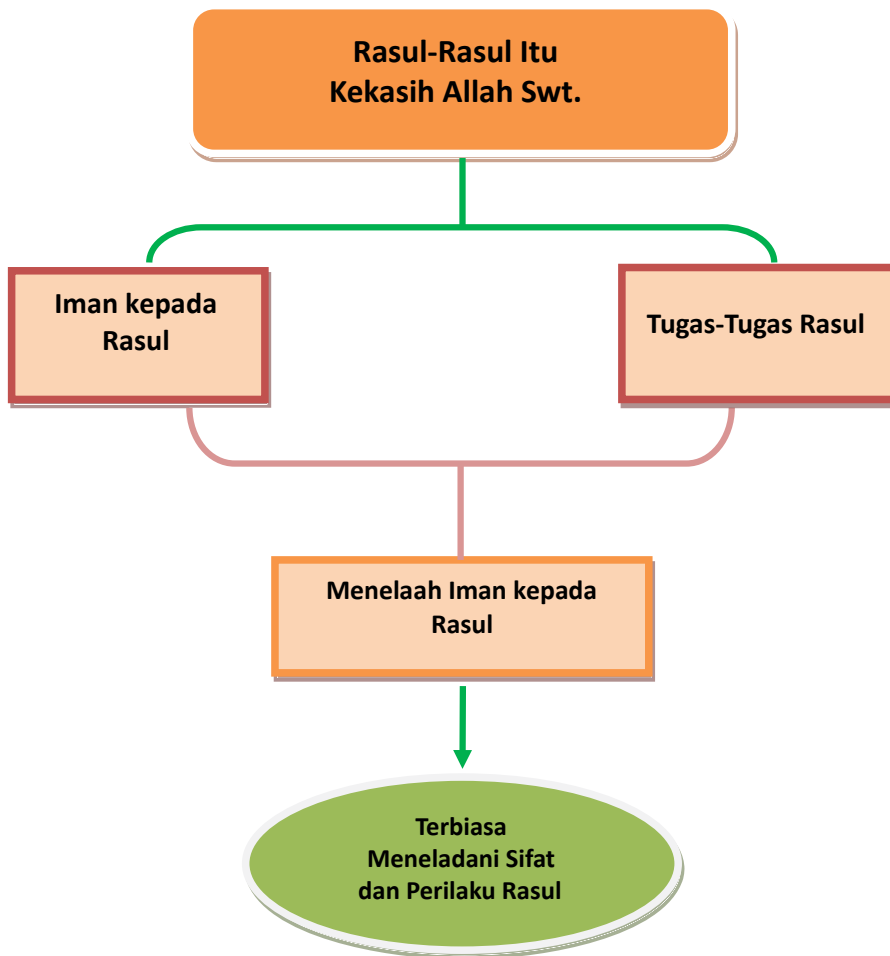 Rasul-Rasul Itu
Kekasih Allah Swt.
Iman kepada
Rasul
Tugas-Tugas Rasul
Menelaah Iman kepada
Rasul
Terbiasa
Meneladani Sifat
dan Perilaku Rasul